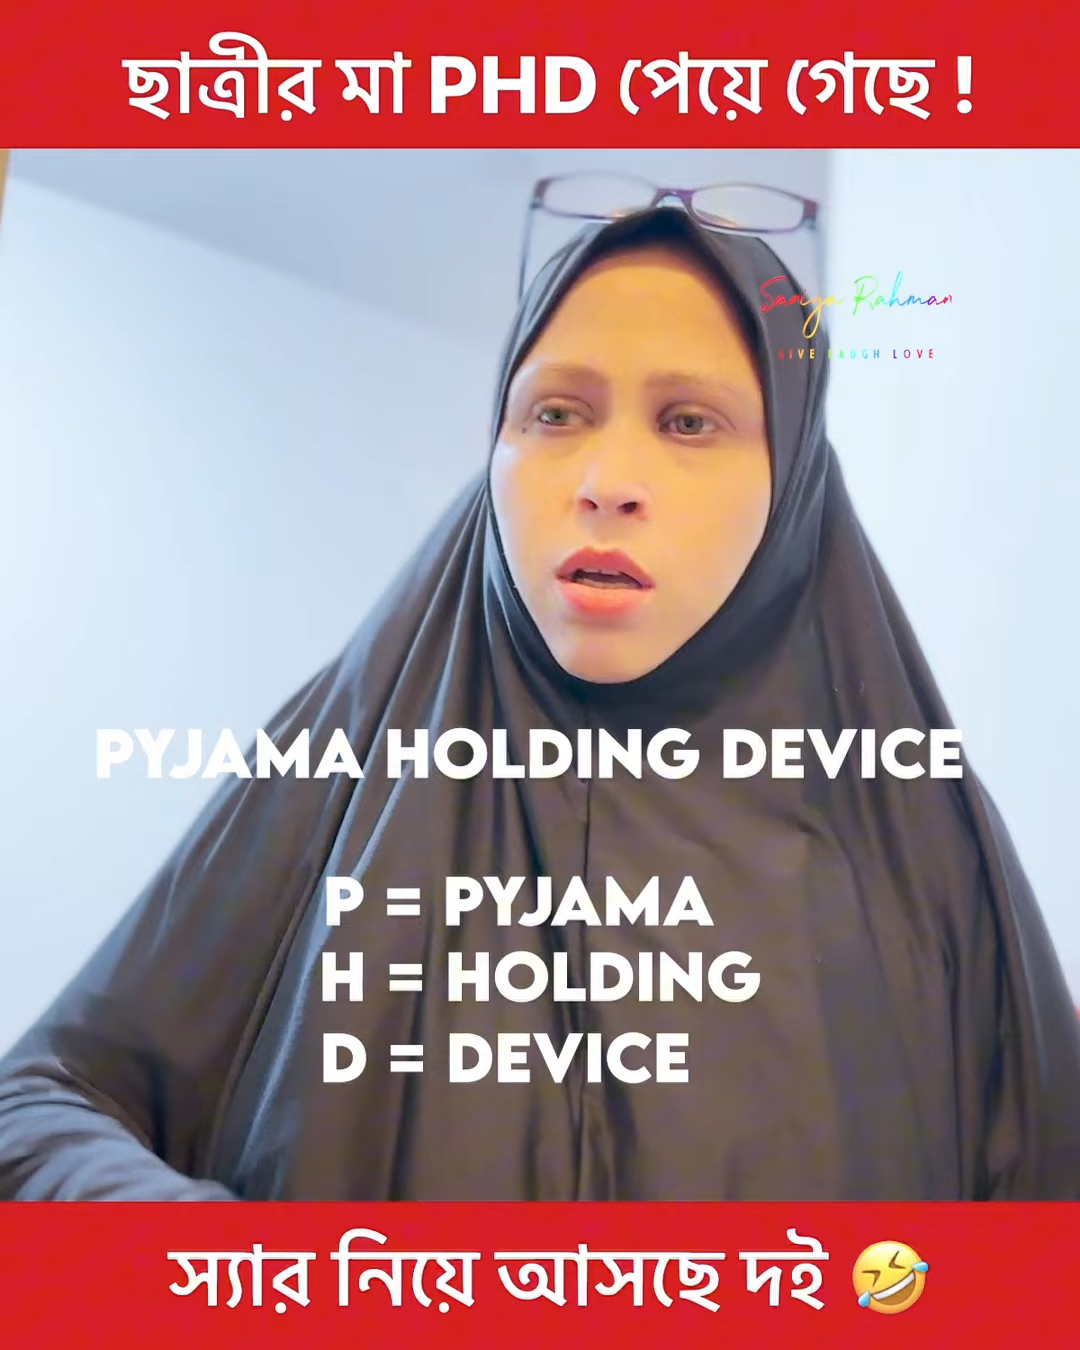 ছাত্রীর মা PHD পেয়ে গেছে !
Saniya Rahman
LIVE LAUGH LOVE
PYJAMA HOLDING DEVICE
P = PYJAMA
H = HOLDING
D = DEVICE
স্যার নিয়ে আসছে দই 🤣